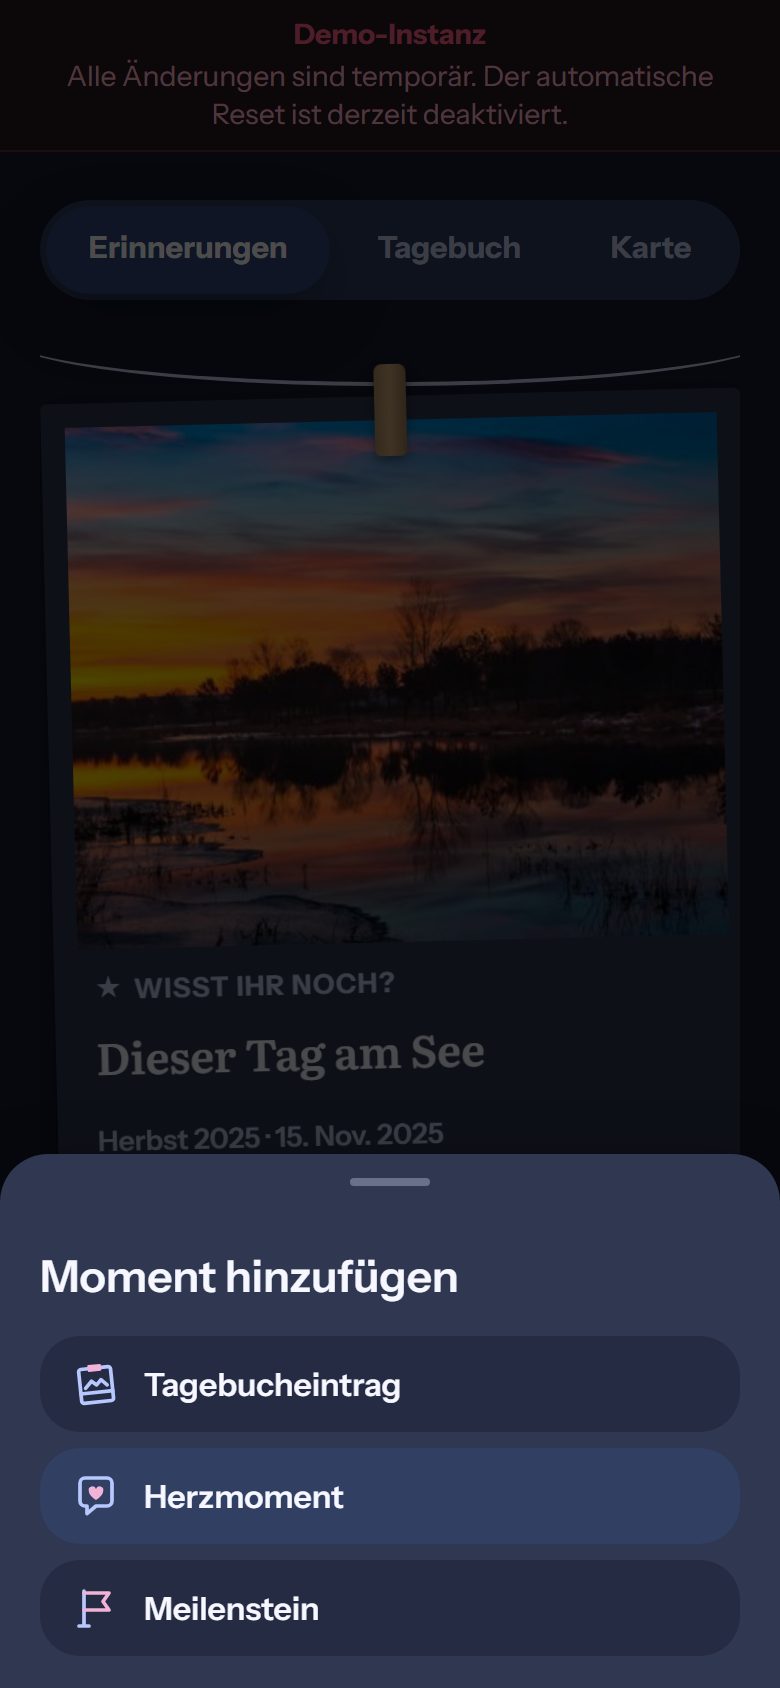 Demo-Instanz
Alle Änderungen sind temporär. Der automatische
Reset ist derzeit deaktiviert.
Erinnerungen Tagebuch Karte
★ WISST IHR NOCH?
Dieser Tag am See
Herbst 2025 · 15. Nov. 2025
Moment hinzufügen
Tagebucheintrag
Herzmoment
Meilenstein